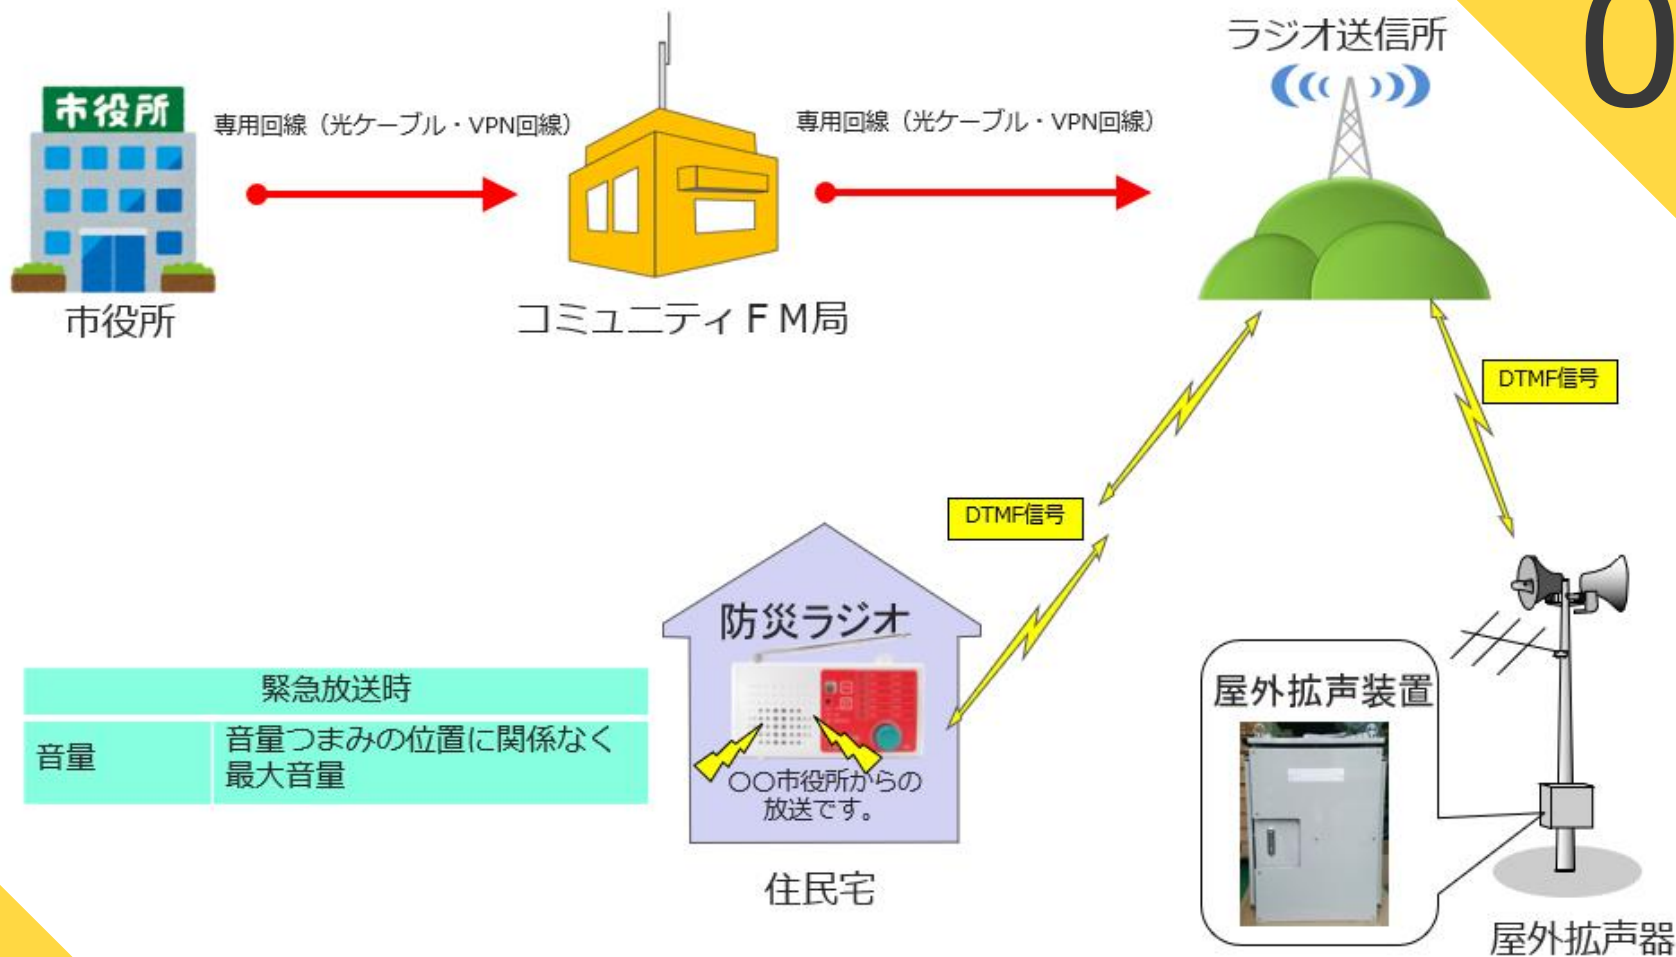 ラジオ送信所
0
市役所
専用回線（光ケーブル・VPN回線）
専用回線（光ケーブル・VPN回線）
市役所
コミュニティＦＭ局
DTMF信号
DTMF信号
防災ラジオ
〇〇市役所からの
放送です。
住民宅
緊急放送時
音量
音量つまみの位置に関係なく
最大音量
屋外拡声装置
屋外拡声器